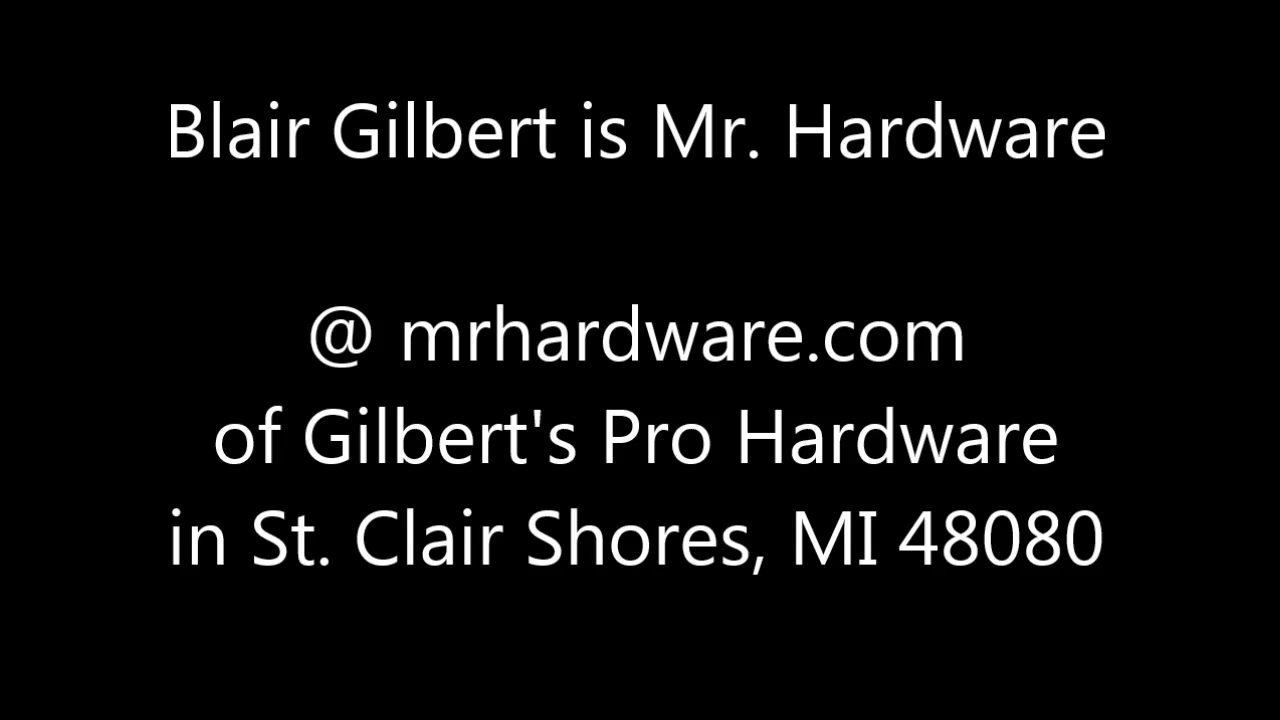 Blair Gilbert is Mr. Hardware
@ mrhardware.com
of Gilbert's Pro Hardware
in St. Clair Shores, MI 48080